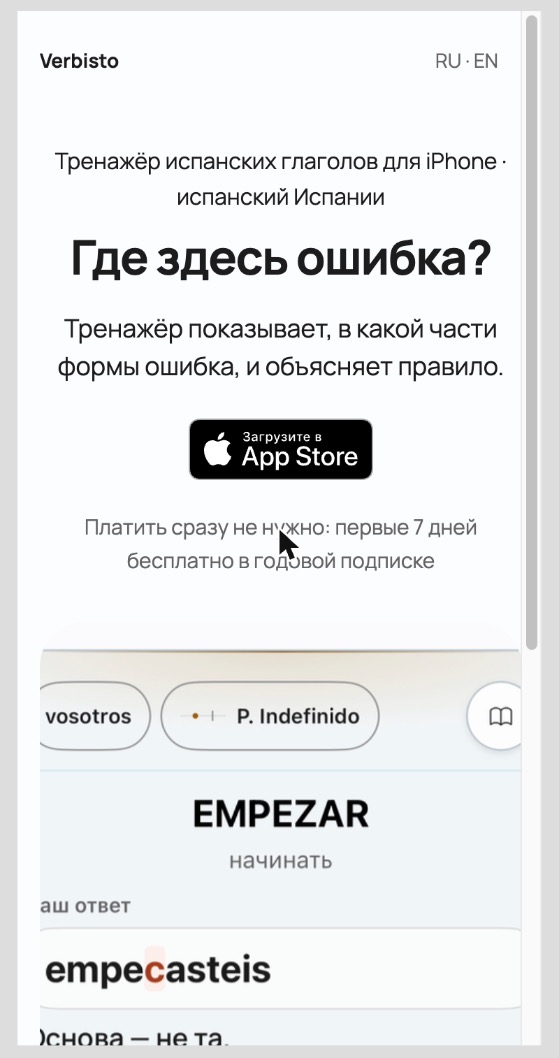 Verbisto
RU · EN
Тренажёр испанских глаголов для iPhone ·
испанский Испании
Где здесь ошибка?
Тренажёр показывает, в какой части
формы ошибка, и объясняет правило.
Загрузите в
App Store
Платить сразу не нужно: первые 7 дней
бесплатно в годовой подписке
vosotros
P. Indefinido
EMPEZAR
начинать
аш ответ
empecasteis
Основа — не та.